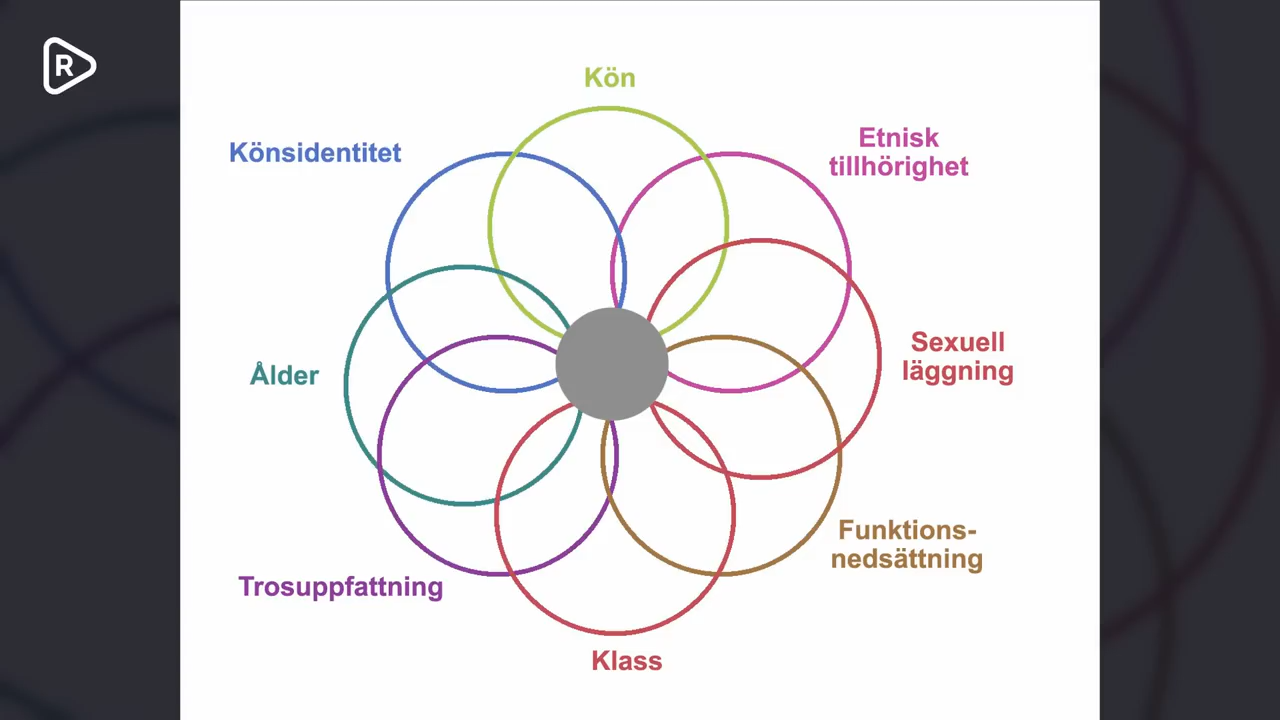 R
Kön
Etnisk
tillhörighet
Könsidentitet
Sexuell
läggning
Ålder
Funktions-
nedsättning
Trosuppfattning
Klass